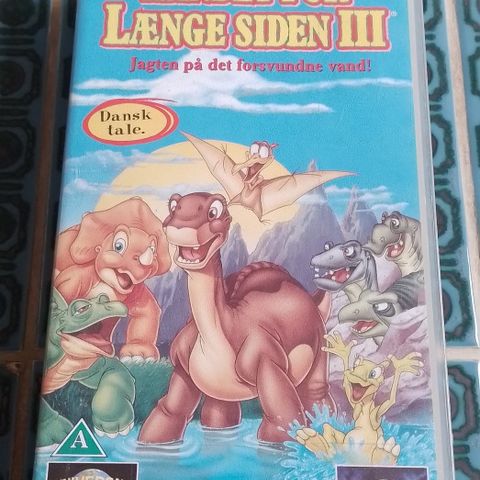 LÆNGE SIDEN III
Jagten på det forsvundne vand!
Dansk
tale.
A